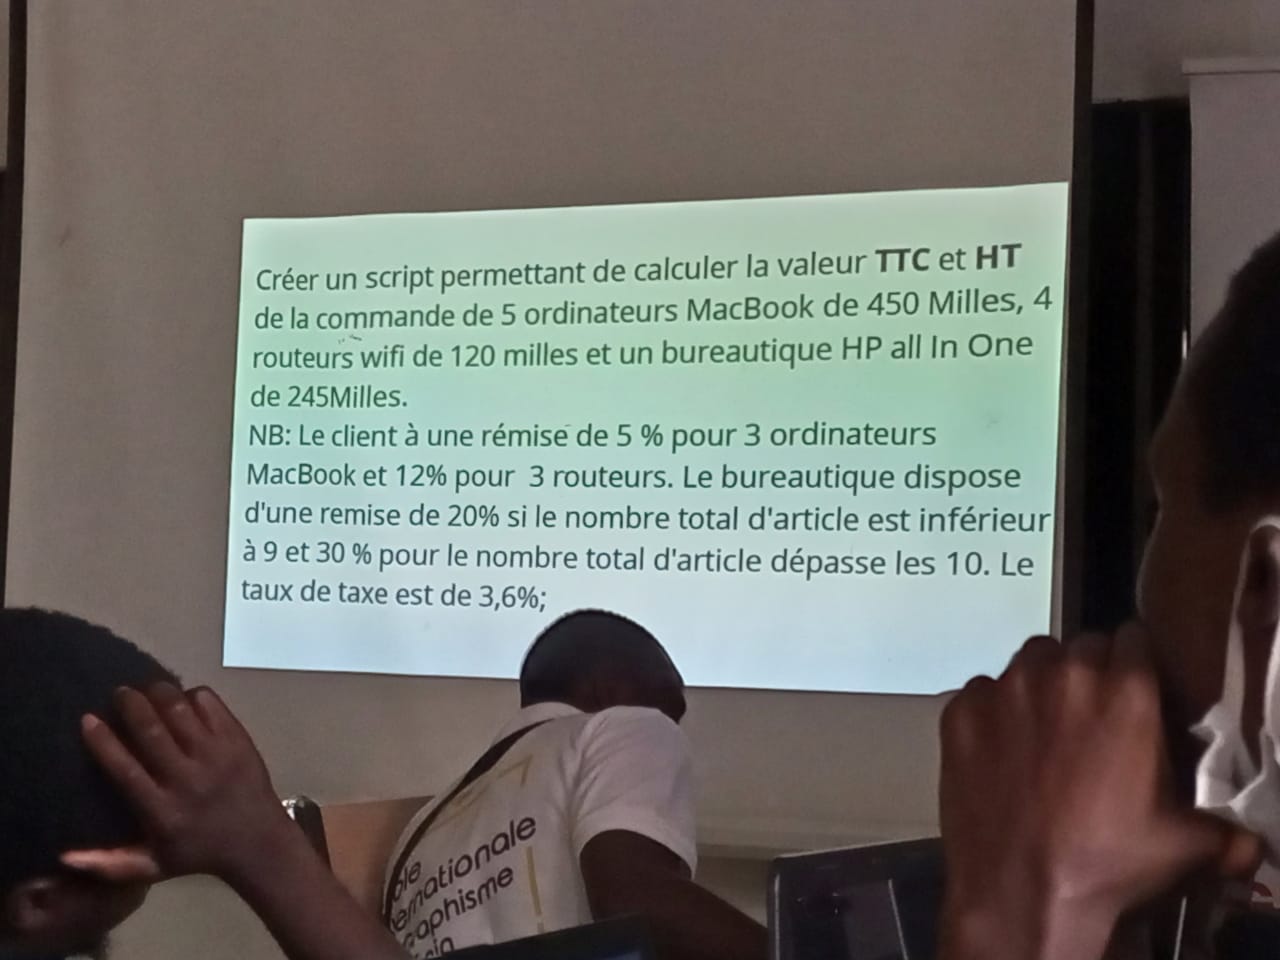 Créer un script permettant de calculer la valeur TTC et HT
de la commande de 5 ordinateurs MacBook de 450 Milles, 4
routeurs wifi de 120 milles et un bureautique HP all In One
de 245Milles.
NB: Le client à une rémise de 5 % pour 3 ordinateurs
MacBook et 12% pour 3 routeurs. Le bureautique dispose
d'une remise de 20% si le nombre total d'article est inférieur
à 9 et 30 % pour le nombre total d'article dépasse les 10. Le
taux de taxe est de 3,6%;